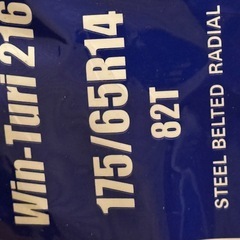 Win-Turi 216
175/65R14
82T
STEEL BELTED RADIAL